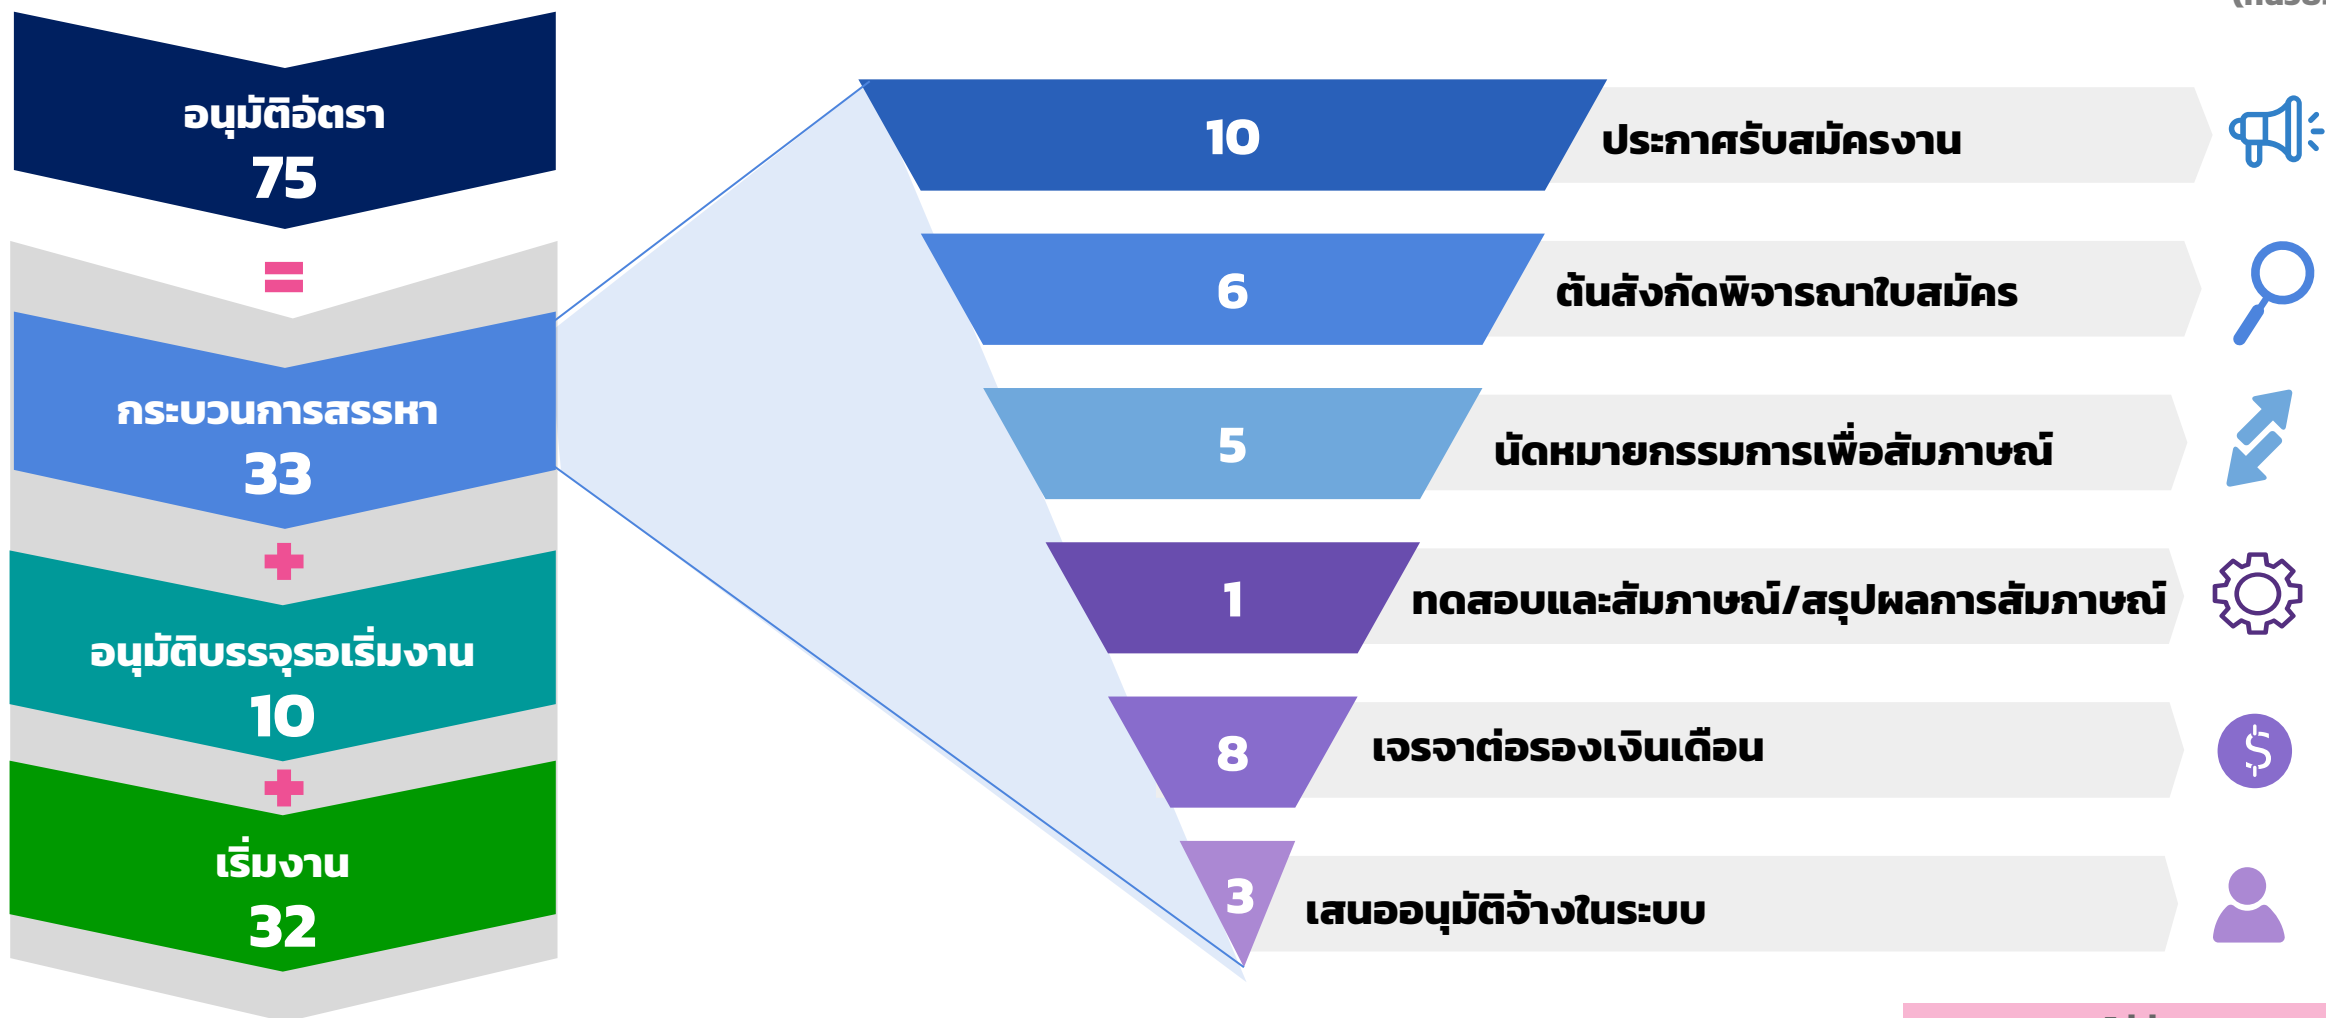 อนุมัติอัตรา
75
=
กระบวนการสรรหา
33
+
อนุมัติบรรจุรอเริ่มงาน
10
+
เริ่มงาน
32
10
ประกาศรับสมัครงาน
6
ต้นสังกัดพิจารณาใบสมัคร
5
นัดหมายกรรมการเพื่อสัมภาษณ์
1
ทดสอบและสัมภาษณ์/สรุปผลการสัมภาษณ์
8
เจรจาต่อรองเงินเดือน
$
3
เสนออนุมัติจ้างในระบบ